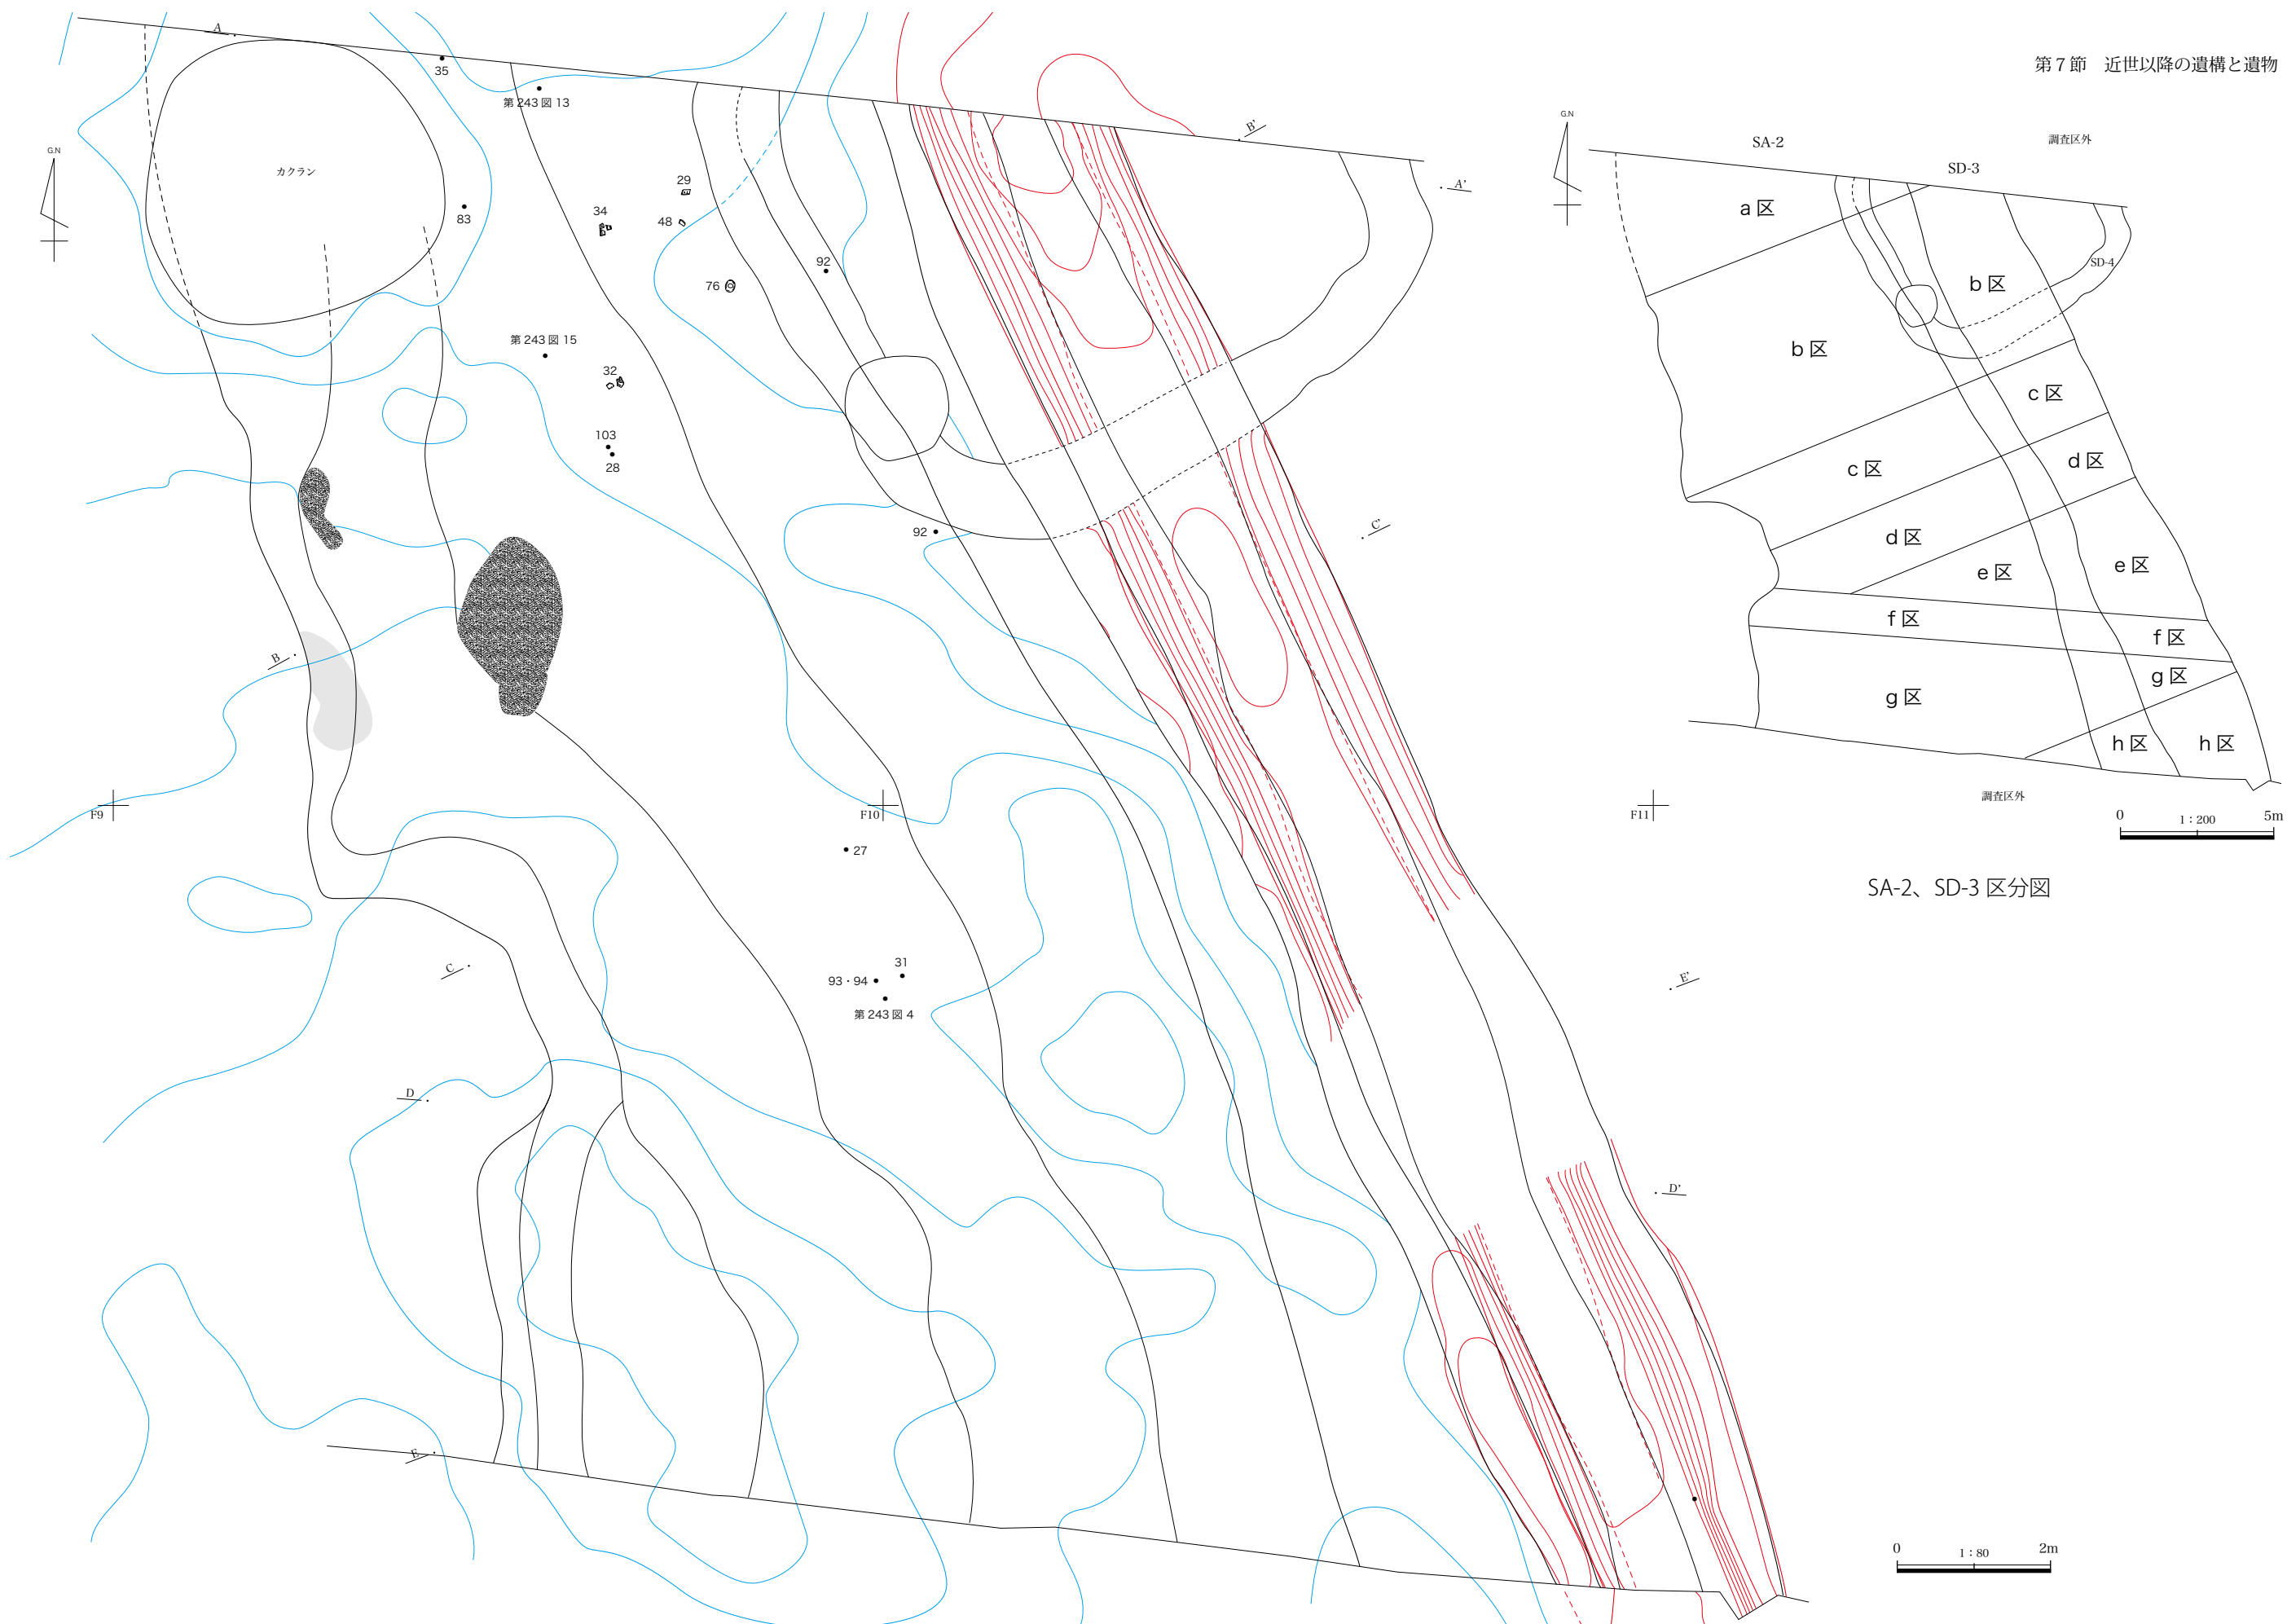 第7節　近世以降の遺構と遺物
A
35
第 243 図 13
B'
G.N
G.N
SA-2
調査区外
SD-3
カクラン
29
A'
34
83
48
a 区
92
76
SD-4
b 区
第 243 図 15
b 区
32
c 区
103
28
c 区
d 区
92
C'
d 区
e 区
e 区
f 区
f 区
B
g 区
g 区
h 区
h 区
調査区外
F9
F10
F11
0
1：200
5m
27
SA-2、SD-3 区分図
C
31
93・94
E'
第 243 図 4
D
D'
E
0
1：80
2m